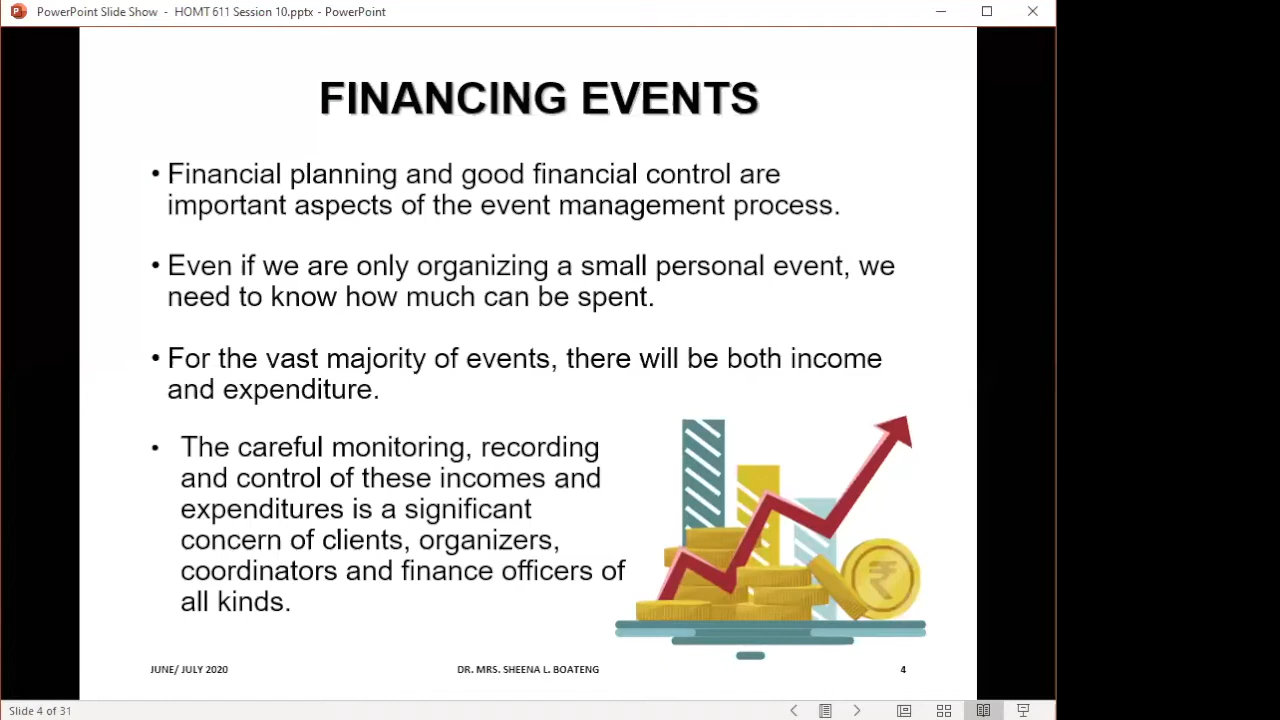 PowerPoint Slide Show - HOMT 611 Session 10.pptx - PowerPoint
FINANCING EVENTS
• Financial planning and good financial control are
important aspects of the event management process.
• Even if we are only organizing a small personal event, we
need to know how much can be spent.
• For the vast majority of events, there will be both income
and expenditure.
• The careful monitoring, recording
and control of these incomes and
expenditures is a significant
concern of clients, organizers,
coordinators and finance officers of
all kinds.
₹
JUNE/ JULY 2020
DR. MRS. SHEENA L. BOATENG
4
Slide 4 of 31